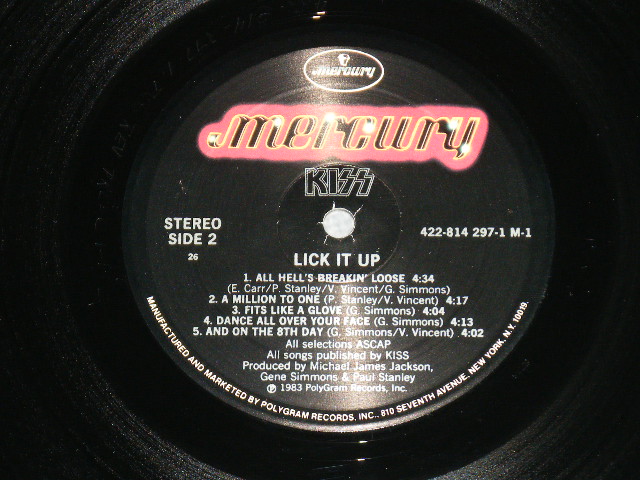 mercury
mercury
KISS
STEREO
SIDE 2
26
422-814 297-1 M-1
LICK IT UP
1. ALL HELL'S BREAKIN' LOOSE 4:34
(E. Carr/P. Stanley/V. Vincent/G. Simmons)
2. A MILLION TO ONE (P. Stanley/V. Vincent) 4:17
3. FITS LIKE A GLOVE (G. Simmons) 4:04
4. DANCE ALL OVER YOUR FACE (G. Simmons) 4:13
5. AND ON THE 8TH DAY (G. Simmons/V. Vincent) 4:02
All selections ASCAP
All songs published by KISS
Produced by Michael James Jackson,
Gene Simmons & Paul Stanley
℗ 1983 PolyGram Records, Inc.
MANUFACTURED AND MARKETED BY POLYGRAM RECORDS, INC., 810 SEVENTH AVENUE, NEW YORK, N.Y. 10019.